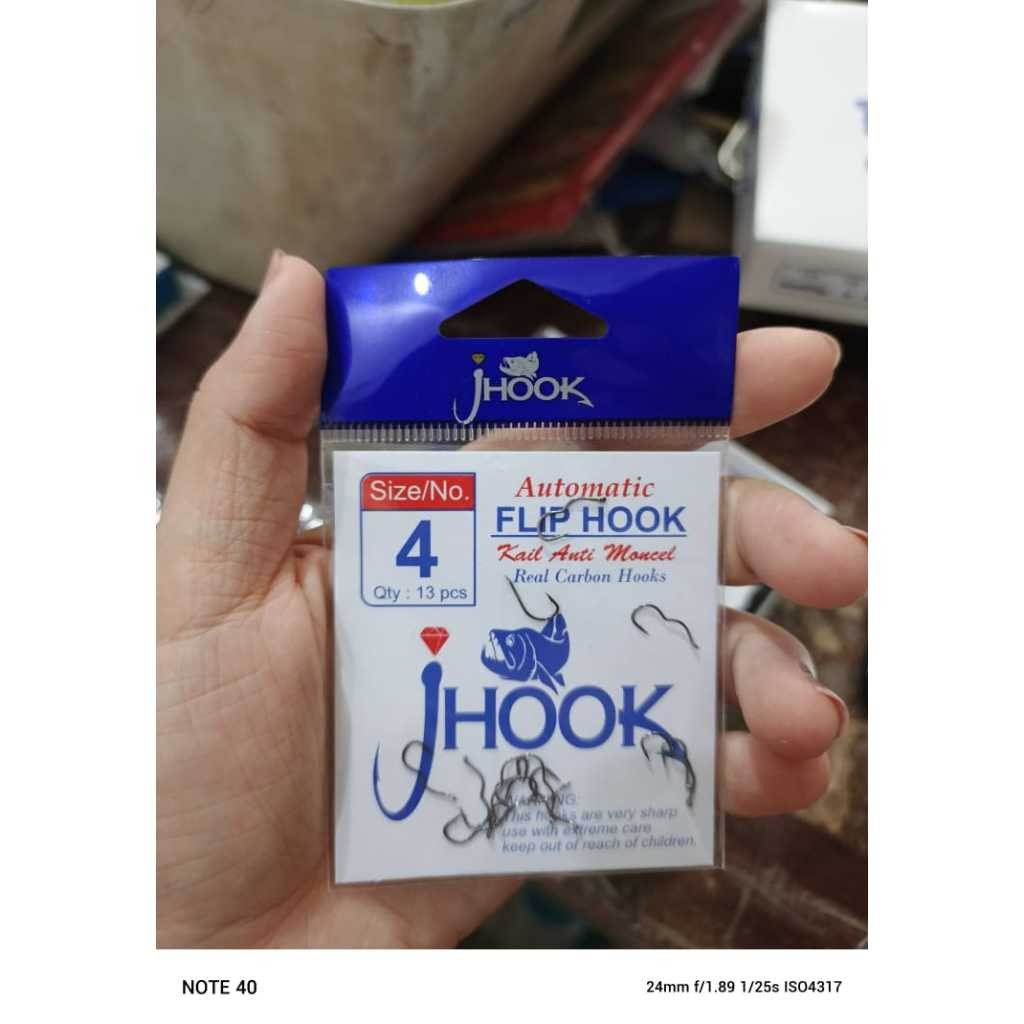 JHOOK
Size/No.
4
Qty : 13 pcs
Automatic
FLIP HOOK
Kail Anti Moncel
Real Carbon Hooks
JHOOK
WARNING:
This hooks are very sharp
use with extreme care
keep out of reach of children.
NOTE 40
24mm f/1.89 1/25s ISO4317